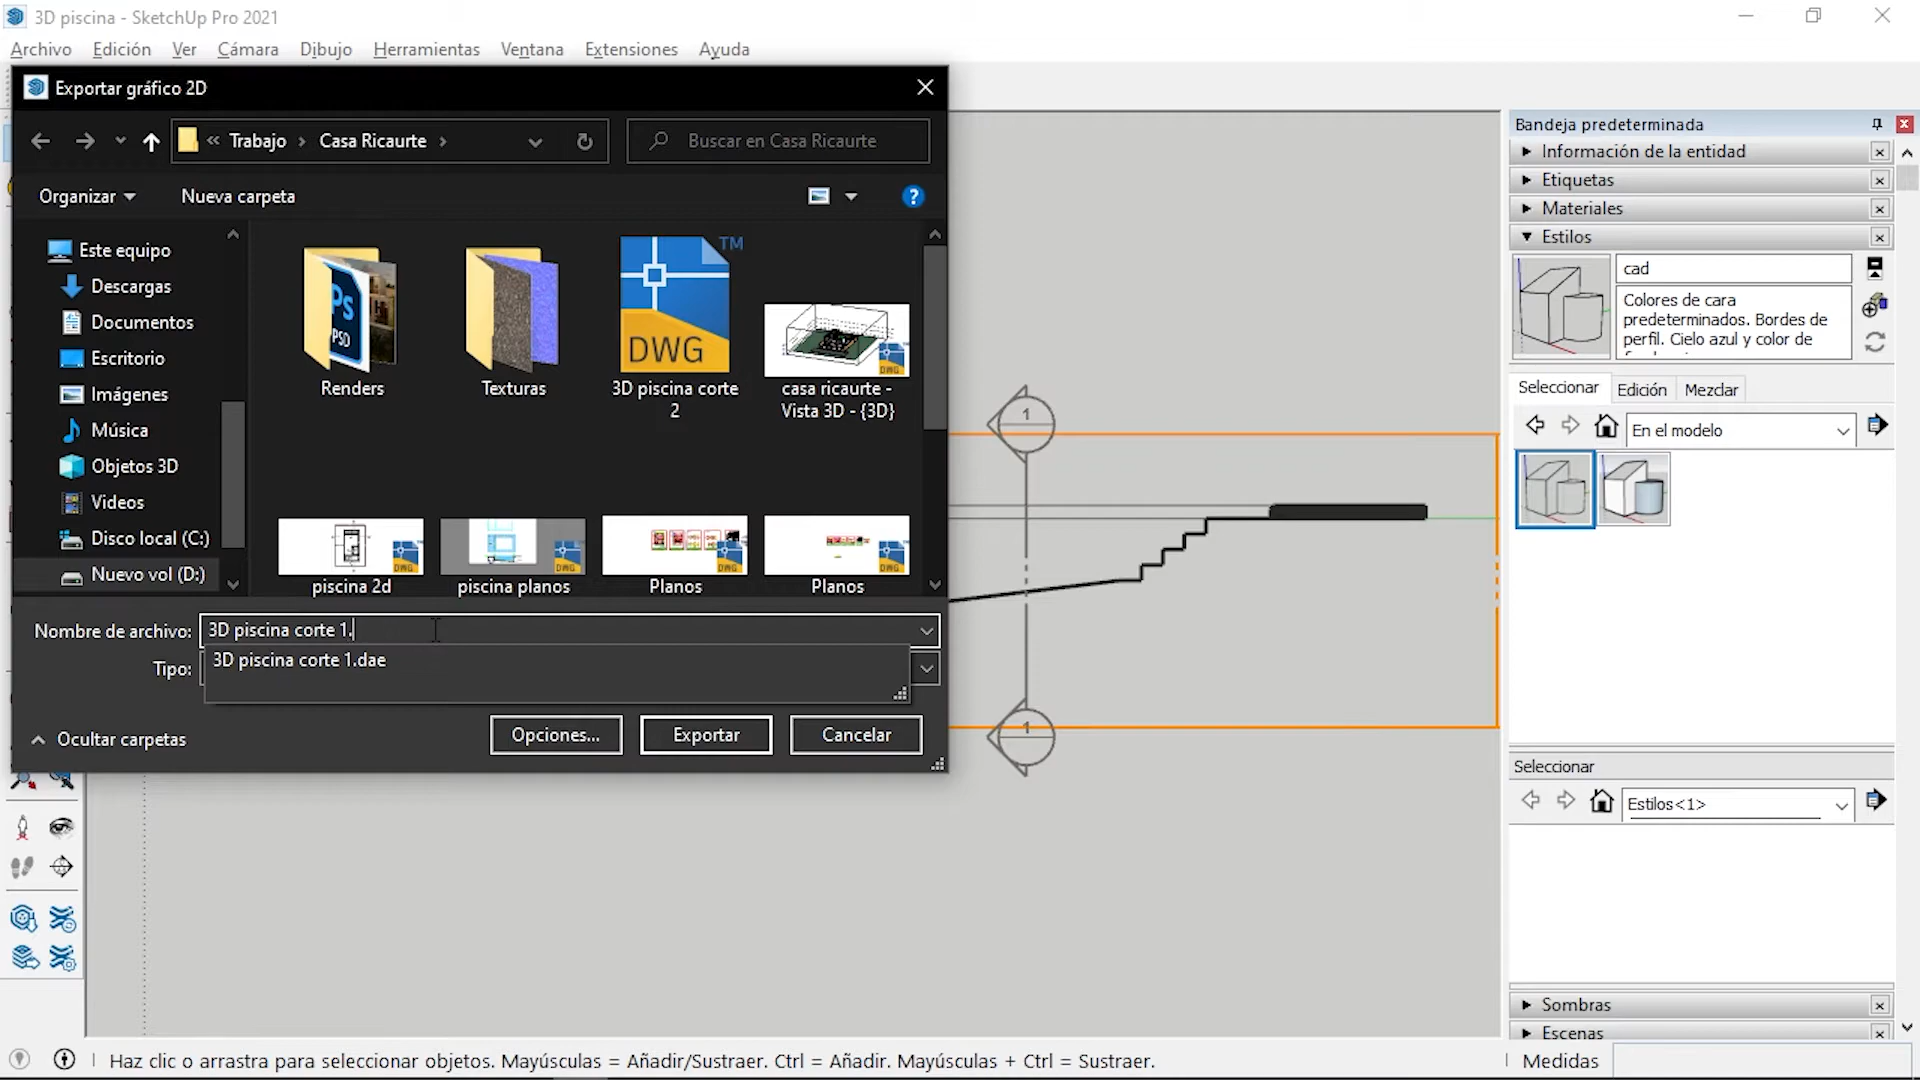 3D piscina - SketchUp Pro 2021
Archivo Edición Ver Cámara Dibujo Herramientas Ventana Extensiones Ayuda
Exportar gráfico 2D
« Trabajo › Casa Ricaurte ›
Buscar en Casa Ricaurte
Organizar
Nueva carpeta
Este equipo
Descargas
Documentos
Escritorio
Imágenes
Música
Objetos 3D
Videos
Disco local (C:)
Nuevo vol (D:)
PSD
Renders
Texturas
TM
DWG
3D piscina corte
2
casa ricaurte -
Vista 3D - {3D}
piscina 2d
piscina planos
Planos
Planos
Nombre de archivo: 3D piscina corte 1.
3D piscina corte 1.dae
Tipo:
Ocultar carpetas
Opciones...
Exportar
Cancelar
1
1
Bandeja predeterminada
Información de la entidad
Etiquetas
Materiales
Estilos
cad
Colores de cara
predeterminados. Bordes de
perfil. Cielo azul y color de
Seleccionar Edición Mezclar
En el modelo
Seleccionar
Estilos<1>
Sombras
Escenas
Haz clic o arrastra para seleccionar objetos. Mayúsculas = Añadir/Sustraer. Ctrl = Añadir. Mayúsculas + Ctrl = Sustraer.
Medidas